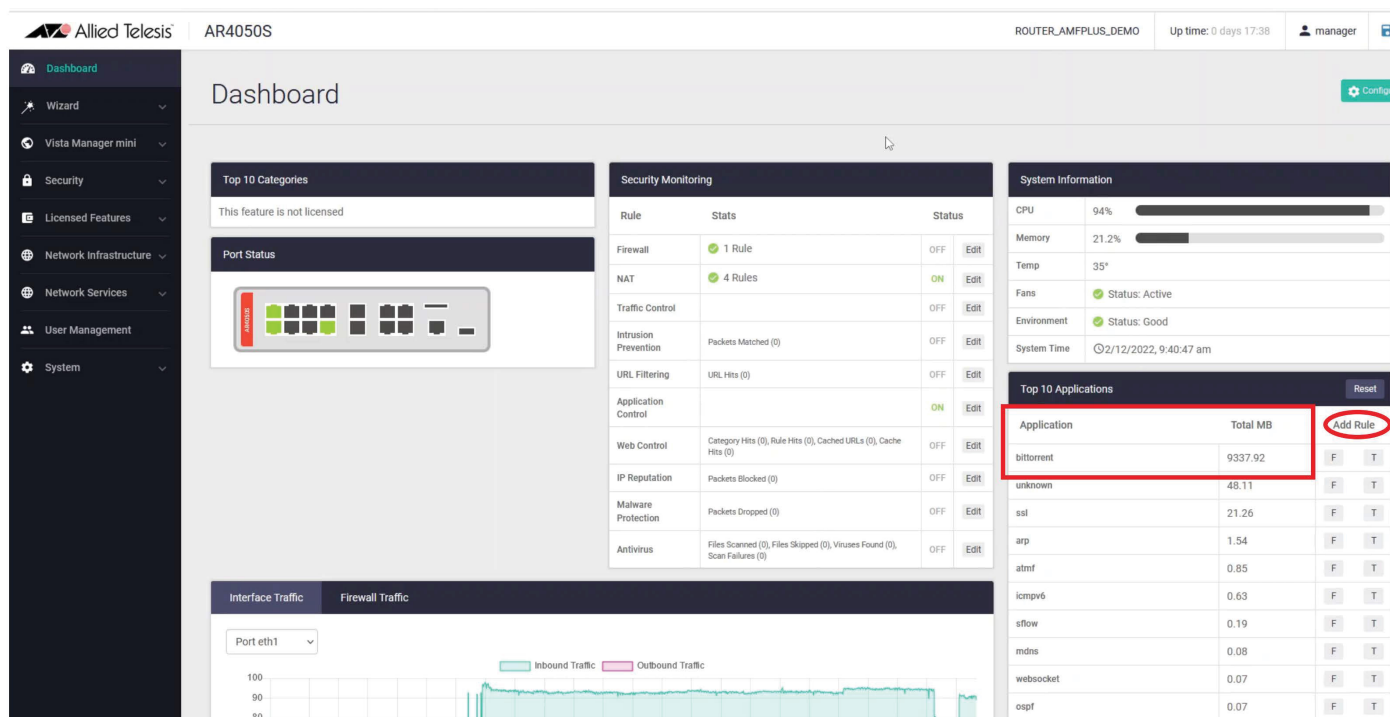 Allied Telesis
AR4050S
ROUTER_AMFPLUS_DEMO
Up time: 0 days 17:38
manager
Dashboard
Wizard
Vista Manager mini
Security
Licensed Features
Network Infrastructure
Network Services
User Management
System
Dashboard
Top 10 Categories
This feature is not licensed
Port Status
AR4050S
Security Monitoring
Rule Stats Status
Firewall 1 Rule OFF Edit
NAT 4 Rules ON Edit
Traffic Control OFF Edit
Intrusion
Prevention
Packets Matched (0) OFF Edit
URL Filtering URL Hits (0) OFF Edit
Application
Control
ON Edit
Web Control
Category Hits (0), Rule Hits (0), Cached URLs (0), Cache
Hits (0)
OFF Edit
IP Reputation Packets Blocked (0) OFF Edit
Malware
Protection
Packets Dropped (0) OFF Edit
Antivirus
Files Scanned (0), Files Skipped (0), Viruses Found (0),
Scan Failures (0)
OFF Edit
Interface Traffic Firewall Traffic
Port eth1
Inbound Traffic Outbound Traffic
100
90
80
Config
System Information
CPU 94%
Memory 21.2%
Temp 35°
Fans Status: Active
Environment Status: Good
System Time 2/12/2022, 9:40:47 am
Top 10 Applications Reset
Application Total MB Add Rule
bittorrent 9337.92 F T
unknown 48.11 F T
ssl 21.26 F T
arp 1.54 F T
atmf 0.85 F T
icmpv6 0.63 F T
sflow 0.19 F T
mdns 0.08 F T
websocket 0.07 F T
ospf 0.07 F T